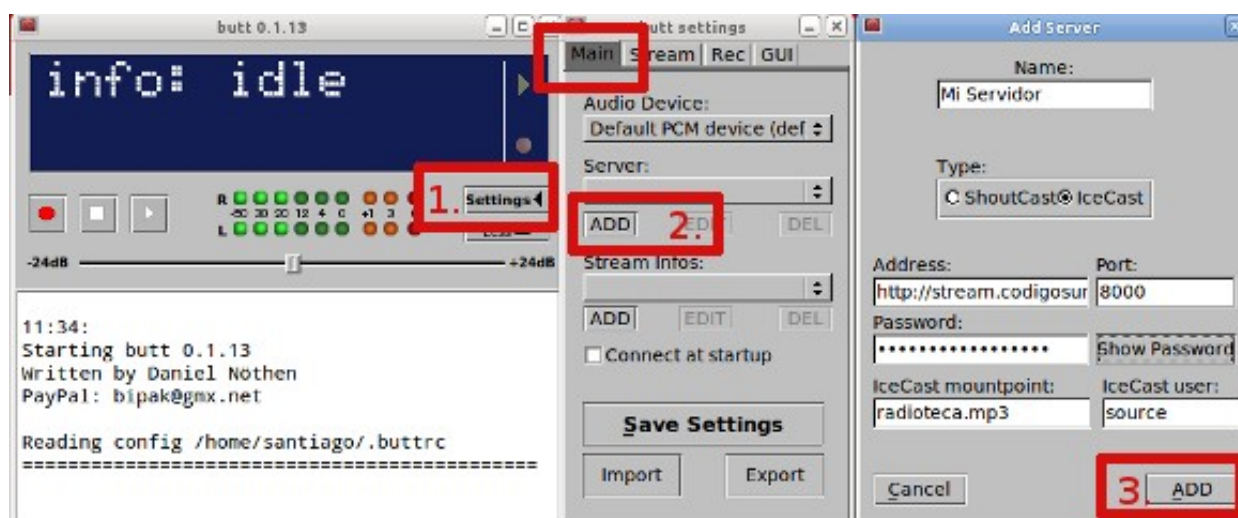 butt 0.1.13
info: idle
1.
Settings
R
-50 30 20 12 4 0 +1 3
L
-24dB
+24dB
11:34:
Starting butt 0.1.13
Written by Daniel Nöthen
PayPal: bipak@gmx.net
Reading config /home/santiago/.buttrc
=============================================
butt settings
Main Stream Rec GUI
Audio Device:
Default PCM device (def
Server:
ADD EDIT DEL
2.
Stream Infos:
ADD EDIT DEL
Connect at startup
Save Settings
Import Export
Add Server
Name:
Mi Servidor
Type:
ShoutCast IceCast
Address: Port:
http://stream.codigosur 8000
Password:
Show Password
IceCast mountpoint: IceCast user:
radioteca.mp3 source
Cancel 3. ADD